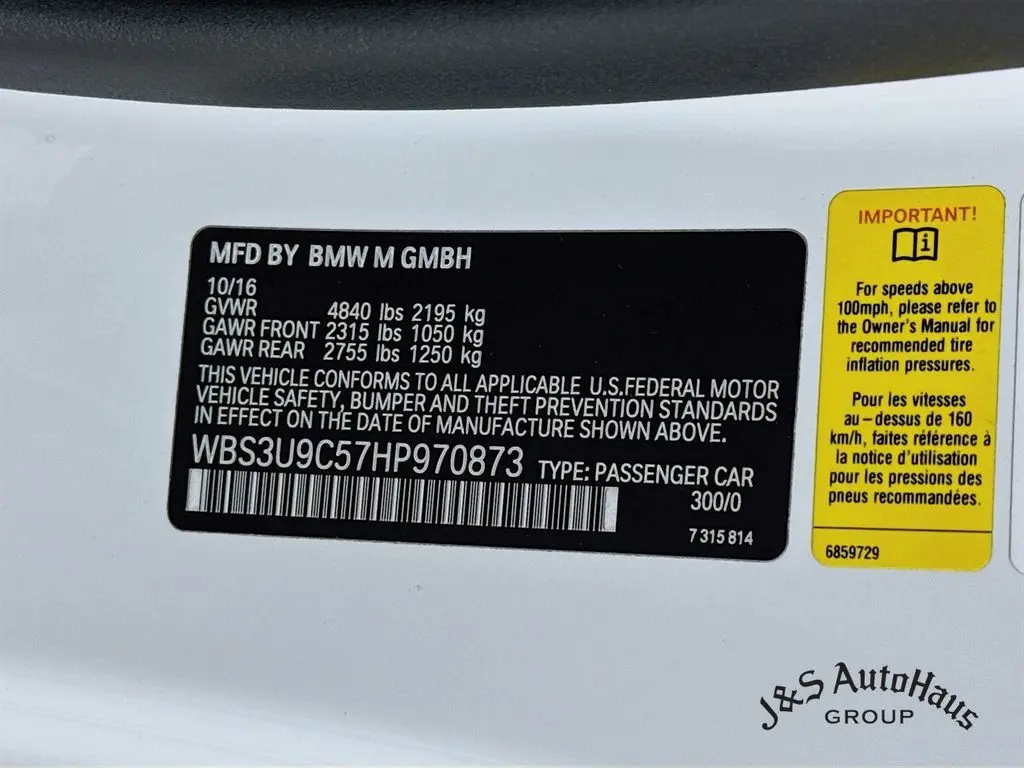 MFD BY BMW M GMBH
10/16
GVWR 4840 lbs 2195 kg
GAWR FRONT 2315 lbs 1050 kg
GAWR REAR 2755 lbs 1250 kg
THIS VEHICLE CONFORMS TO ALL APPLICABLE U.S.FEDERAL MOTOR
VEHICLE SAFETY, BUMPER AND THEFT PREVENTION STANDARDS
IN EFFECT ON THE DATE OF MANUFACTURE SHOWN ABOVE.
WBS3U9C57HP970873 TYPE: PASSENGER CAR
300/0
7 315 814
IMPORTANT!
For speeds above
100mph, please refer to
the Owner's Manual for
recommended tire
inflation pressures.
Pour les vitesses
au-dessus de 160
km/h, faites référence à
la notice d'utilisation
pour les pressions des
pneus recommandées.
6859729
J&S AutoHaus
GROUP